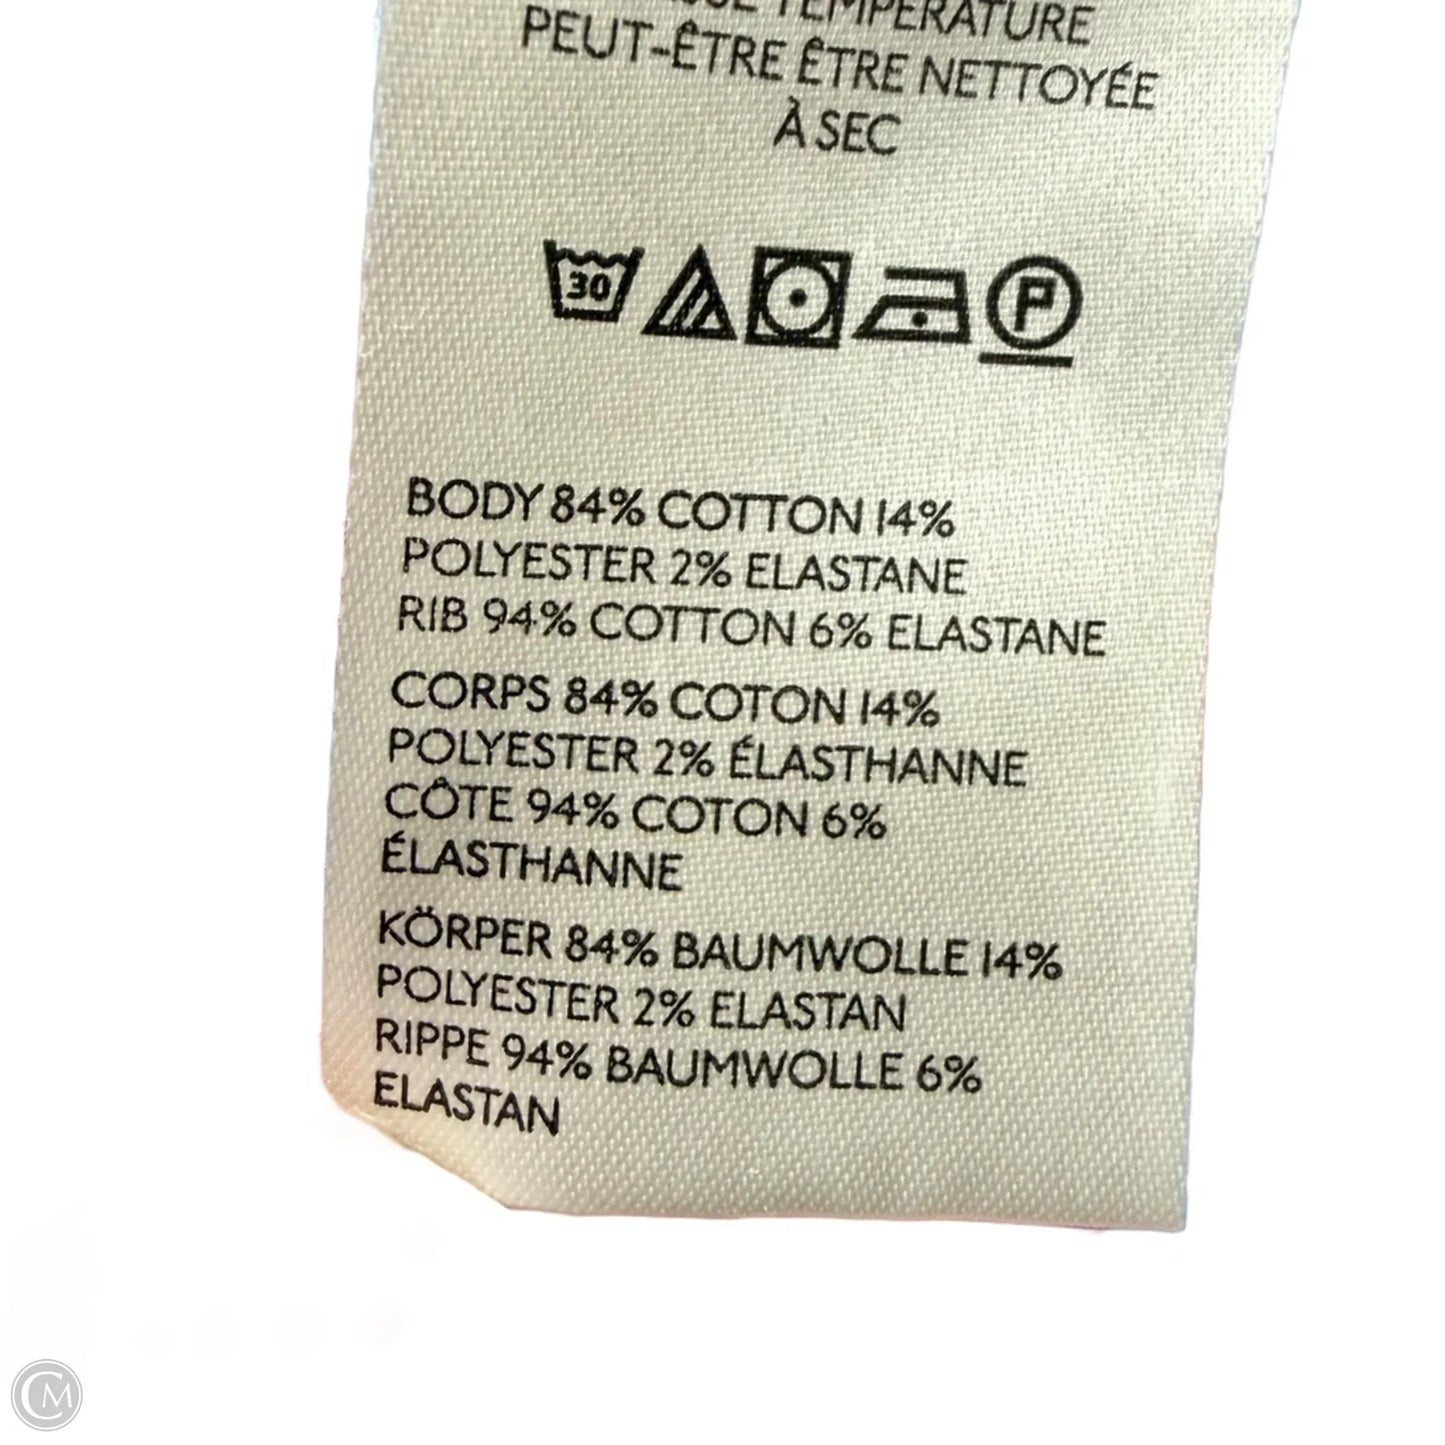 TEMPÉRATURE
PEUT-ÊTRE ÊTRE NETTOYÉE
À SEC
30
P
BODY 84% COTTON 14%
POLYESTER 2% ELASTANE
RIB 94% COTTON 6% ELASTANE
CORPS 84% COTON 14%
POLYESTER 2% ÉLASTHANNE
CÔTE 94% COTON 6%
ÉLASTHANNE
KÖRPER 84% BAUMWOLLE 14%
POLYESTER 2% ELASTAN
RIPPE 94% BAUMWOLLE 6%
ELASTAN
CM